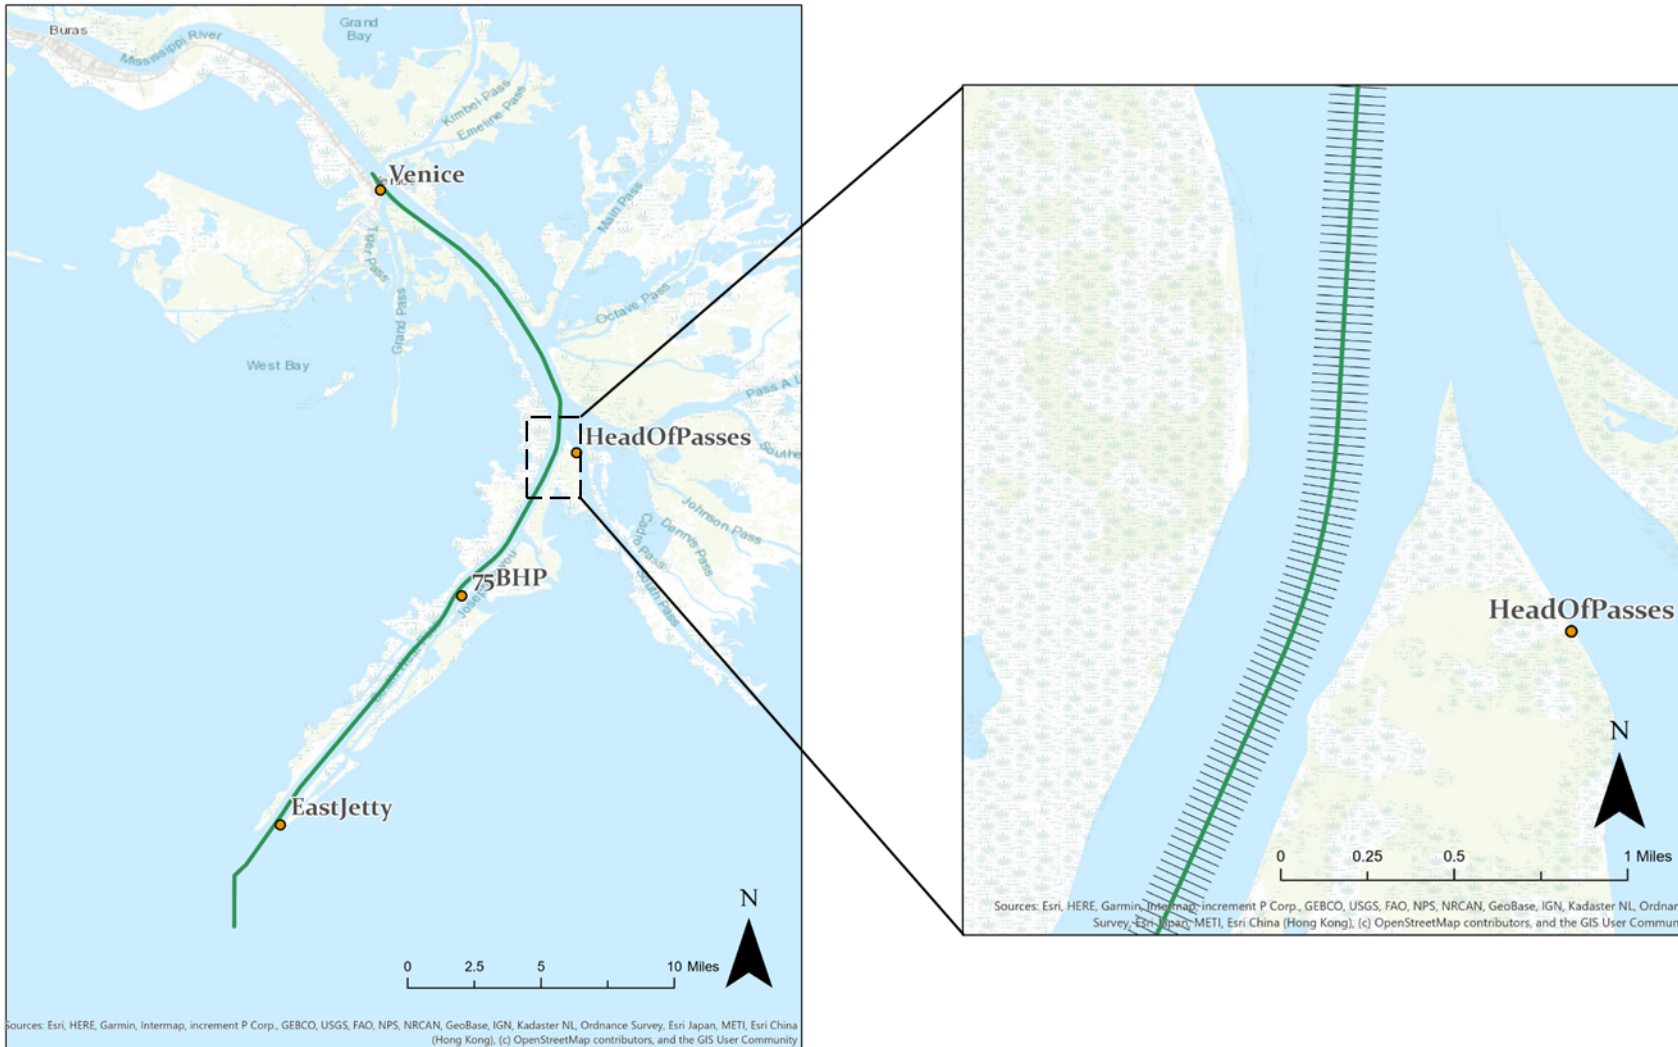 Buras
Mississippi River
Grand
Bay
Kimbel Pass
Emeline Pass
Venice
Main Pass
Tiger Pass
Grand Pass
Octave Pass
West Bay
Pass A L
HeadOfPasses
Southe
Johnson Pass
Dennis Pass
Cadro Pass
South Pass
75BHP
EastJetty
N
0 2.5 5 10 Miles
Sources: Esri, HERE, Garmin, Intermap, increment P Corp., GEBCO, USGS, FAO, NPS, NRCAN, GeoBase, IGN, Kadaster NL, Ordnance Survey, Esri Japan, METI, Esri China
(Hong Kong), (c) OpenStreetMap contributors, and the GIS User Community
HeadOfPasses
N
0 0.25 0.5 1 Miles
Sources: Esri, HERE, Garmin, Intermap, increment P Corp., GEBCO, USGS, FAO, NPS, NRCAN, GeoBase, IGN, Kadaster NL, Ordnan
Survey, Esri Japan, METI, Esri China (Hong Kong), (c) OpenStreetMap contributors, and the GIS User Commun